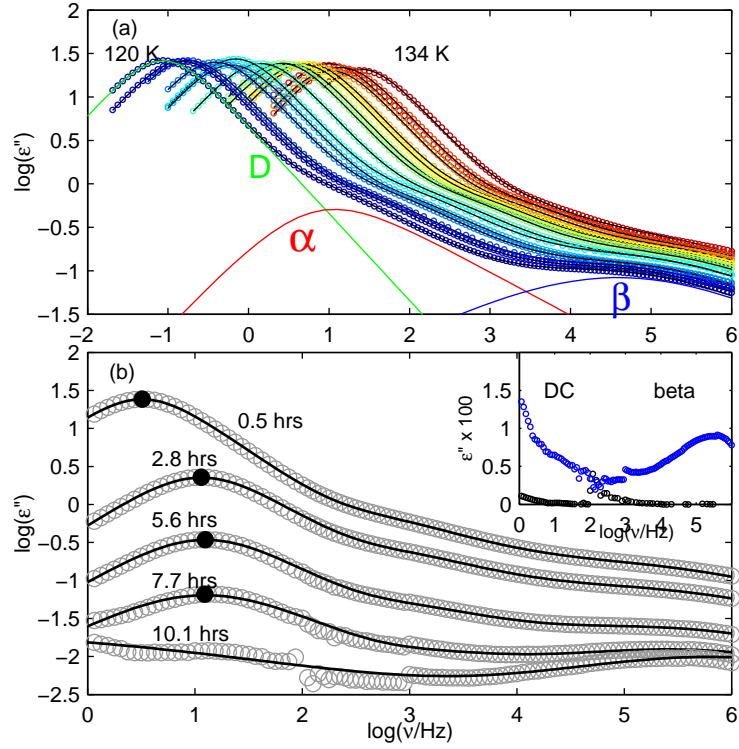 (a)
120 K
134 K
2
1.5
1
0.5
0
−0.5
−1
−1.5
log(ε")
D
α
β
−2 −1 0 1 2 3 4 5 6
(b)
2
1.5
1
0.5
0
−0.5
−1
−1.5
−2
−2.5
log(ε")
0.5 hrs
2.8 hrs
5.6 hrs
7.7 hrs
10.1 hrs
DC beta
1.5
1
0.5
0
ε" x 100
0 1 2 3 4 5
log(ν/Hz)
0 1 2 3 4 5 6
log(ν/Hz)